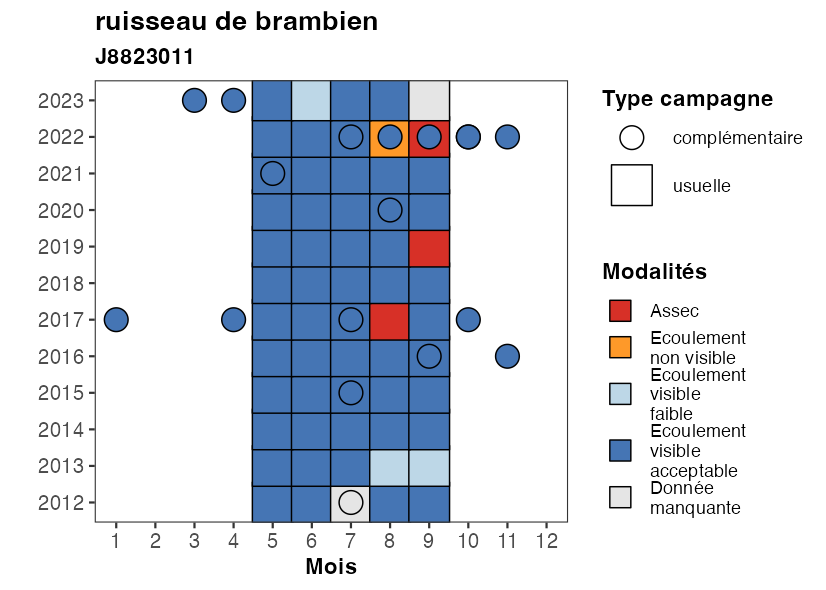 ruisseau de brambien
J8823011
2023
2022
2021
2020
2019
2018
2017
2016
2015
2014
2013
2012
1 2 3 4 5 6 7 8 9 10 11 12
Mois
Type campagne
complémentaire
usuelle
Modalités
Assec
Ecoulement
non visible
Ecoulement
visible
faible
Ecoulement
visible
acceptable
Donnée
manquante